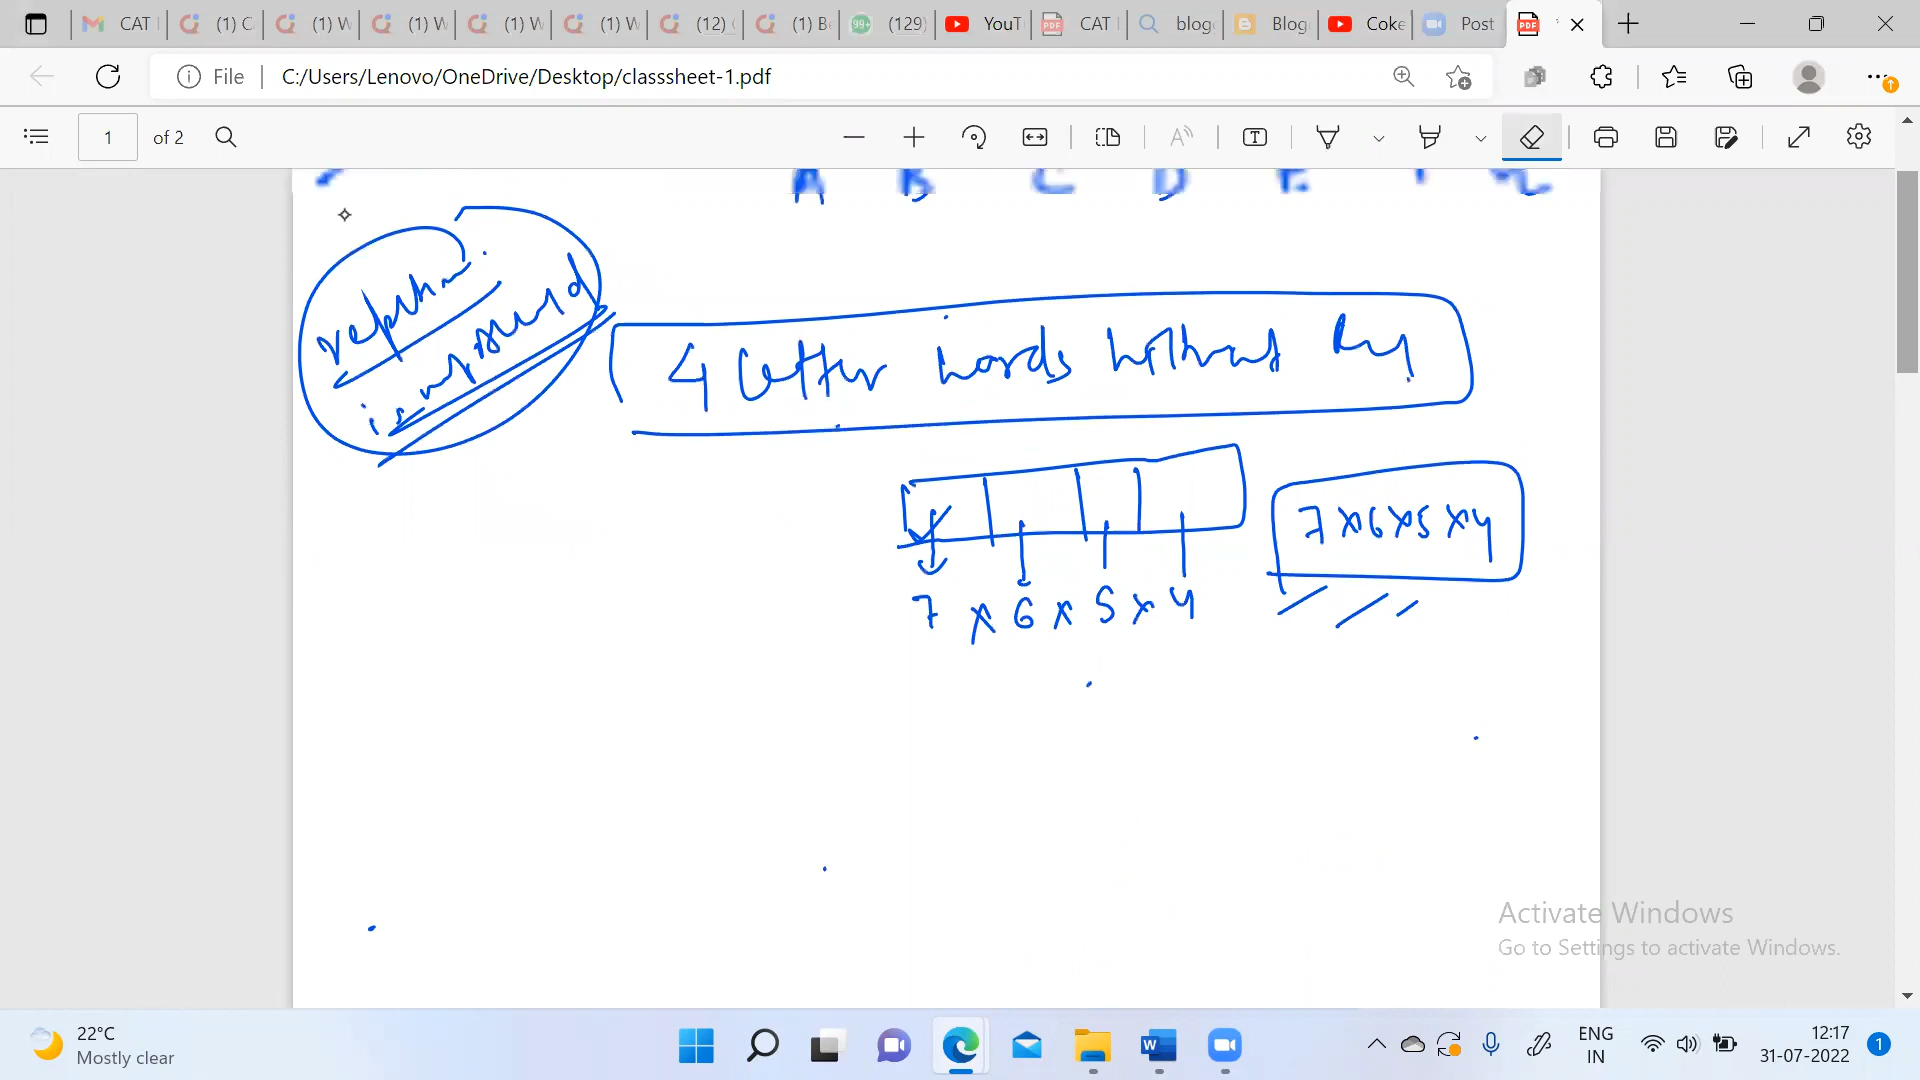 CAT
(1) C
(1) W
(1) W
(1) W
(1) W
(12)
(1) Be
99+
(129)
YouT
CAT
blog
Blog
Coke
Post
File
C:/Users/Lenovo/OneDrive/Desktop/classsheet-1.pdf
1 of 2
A B C D E
is not allowed
4 letter words without
7 x 6 x 5 x 4
7 x 6 x 5 x 4
Activate Windows
Go to Settings to activate Windows.
22°C
Mostly clear
ENG
IN
12:17
31-07-2022
1